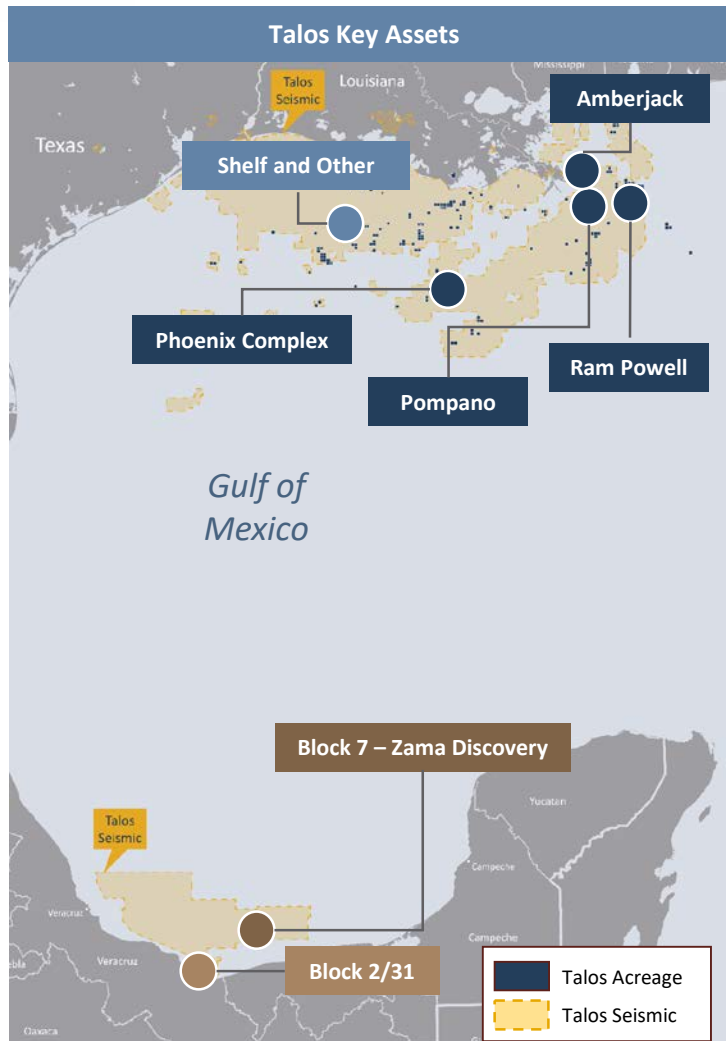 Talos Key Assets
Mississippi
Talos
Seismic
Louisiana
Amberjack
Texas
Shelf and Other
Phoenix Complex
Ram Powell
Pompano
Gulf of
Mexico
Block 7 – Zama Discovery
Yucatan
Talos
Seismic
Campeche
Veracruz
Campeche
Veracruz
Block 2/31
Talos Acreage
Talos Seismic
Oaxaca